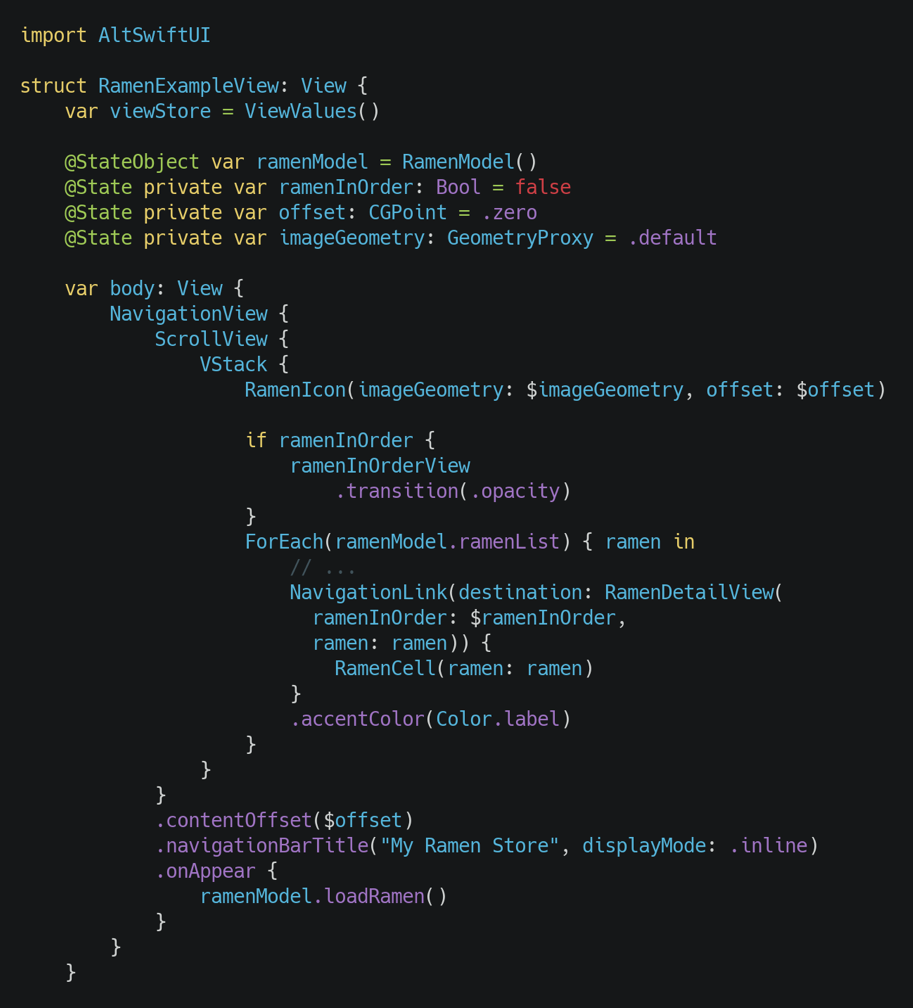 import AltSwiftUI

struct RamenExampleView: View {
    var viewStore = ViewValues()

    @StateObject var ramenModel = RamenModel()
    @State private var ramenInOrder: Bool = false
    @State private var offset: CGPoint = .zero
    @State private var imageGeometry: GeometryProxy = .default

    var body: View {
        NavigationView {
            ScrollView {
                VStack {
                    RamenIcon(imageGeometry: $imageGeometry, offset: $offset)

                    if ramenInOrder {
                        ramenInOrderView
                            .transition(.opacity)
                    }
                    ForEach(ramenModel.ramenList) { ramen in
                        // ...
                        NavigationLink(destination: RamenDetailView(
                          ramenInOrder: $ramenInOrder,
                          ramen: ramen)) {
                            RamenCell(ramen: ramen)
                        }
                        .accentColor(Color.label)
                    }
                }
            }
            .contentOffset($offset)
            .navigationBarTitle("My Ramen Store", displayMode: .inline)
            .onAppear {
                ramenModel.loadRamen()
            }
        }
    }